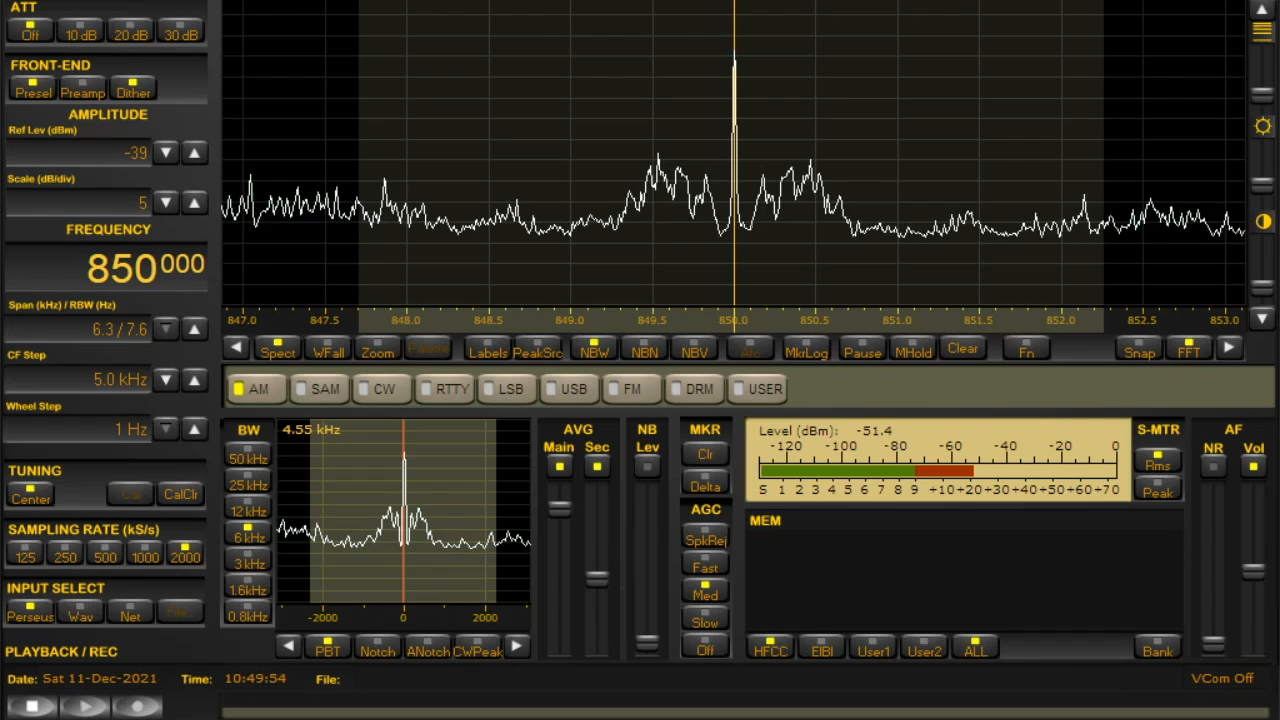 ATT
Off 10 dB 20 dB 30 dB
FRONT-END
Presel Preamp Dither
AMPLITUDE
Ref Lev (dBm)
-39
Scale (dB/div)
5
FREQUENCY
850 000
Span (kHz) / RBW (Hz)
6.3 / 7.6
CF Step
5.0 kHz
Wheel Step
1 Hz
TUNING
Center Cal CalClr
SAMPLING RATE (kS/s)
125 250 500 1000 2000
INPUT SELECT
Perseus Wav Net
PLAYBACK / REC
847.0 847.5 848.0 848.5 849.0 849.5 850.0 850.5 851.0 851.5 852.0 852.5 853.0
Spect WFall Zoom Labels PeakSrc NBW NBN NBV MkrLog Pause MHold Clear Fn Snap FFT
AM SAM CW RTTY LSB USB FM DRM USER
BW
50 kHz
25 kHz
12 kHz
6 kHz
3 kHz
1.6kHz
0.8kHz
4.55 kHz
-2000 0 2000
PBT Notch ANotch CWPeak
AVG
Main Sec
NB
Lev
MKR
Clr
Delta
AGC
SpkRej
Fast
Med
Slow
Off
Level (dBm): -51.4
-120 -100 -80 -60 -40 -20 0
S 1 2 3 4 5 6 7 8 9 +10 +20 +30 +40 +50 +60 +70
S-MTR
Rms
Peak
AF
NR Vol
MEM
HFCC EIBI User1 User2 ALL Bank
Date: Sat 11-Dec-2021 Time: 10:49:54 File: VCom Off